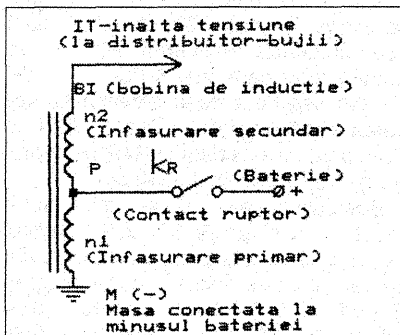 IT-inalta tensiune
(la distribuitor-bujii)
BI (bobina de inductie)
n2
(Infasurare secundar)
P
KR
(Baterie)
+
(Contact ruptor)
n1
(Infasurare primar)
M (-)
Masa conectata la
minusul bateriei